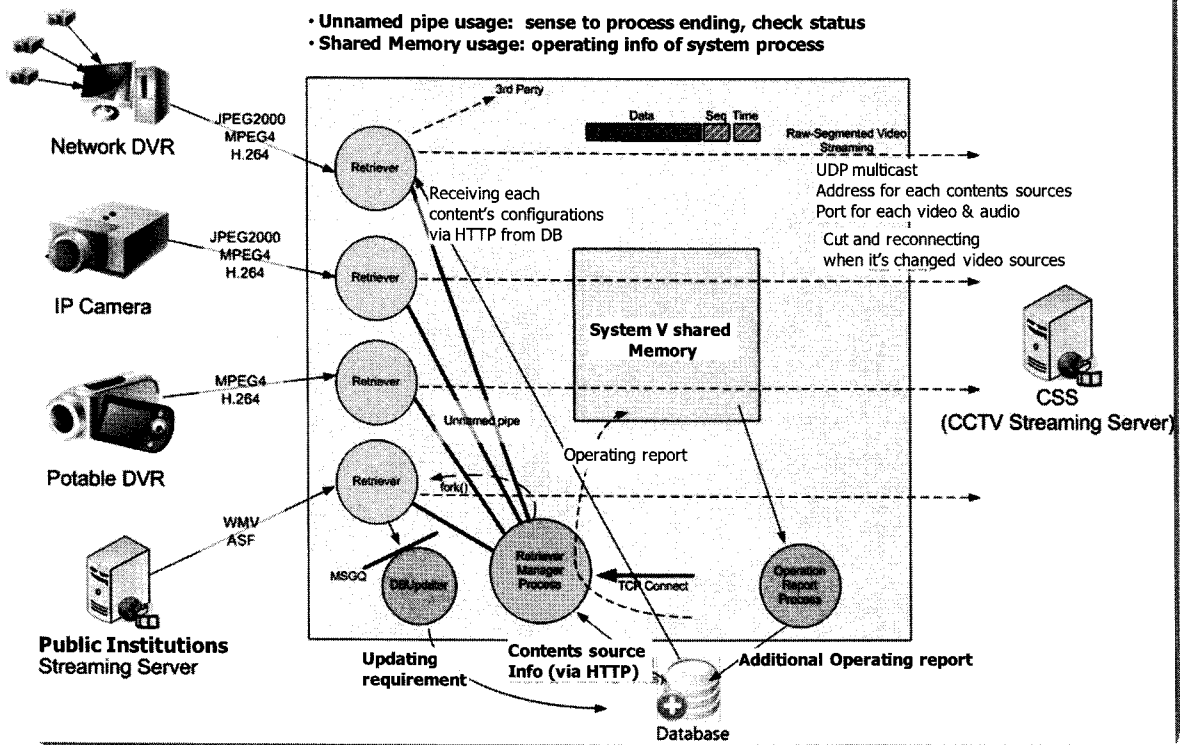 • Unnamed pipe usage: sense to process ending, check status
• Shared Memory usage: operating info of system process
3rd Party
Data Seq Time
Raw-Segmented Video
Streaming
JPEG2000
MPEG4
H.264
Network DVR
Retriever
UDP multicast
Address for each contents sources
Port for each video & audio
Cut and reconnecting
when it's changed video sources
Receiving each
content's configurations
via HTTP from DB
JPEG2000
MPEG4
H.264
IP Camera
Retriever
System V shared
Memory
CSS
(CCTV Streaming Server)
MPEG4
H.264
Potable DVR
Retriever
Unnamed pipe
Operating report
Retriever
fork()
WMV
ASF
MSGQ
DBUpdater
Retriever
Manager
Process
TCP Connect
Operation
Report
Process
Public Institutions
Streaming Server
Updating
requirement
Contents source
Info (via HTTP)
Additional Operating report
Database